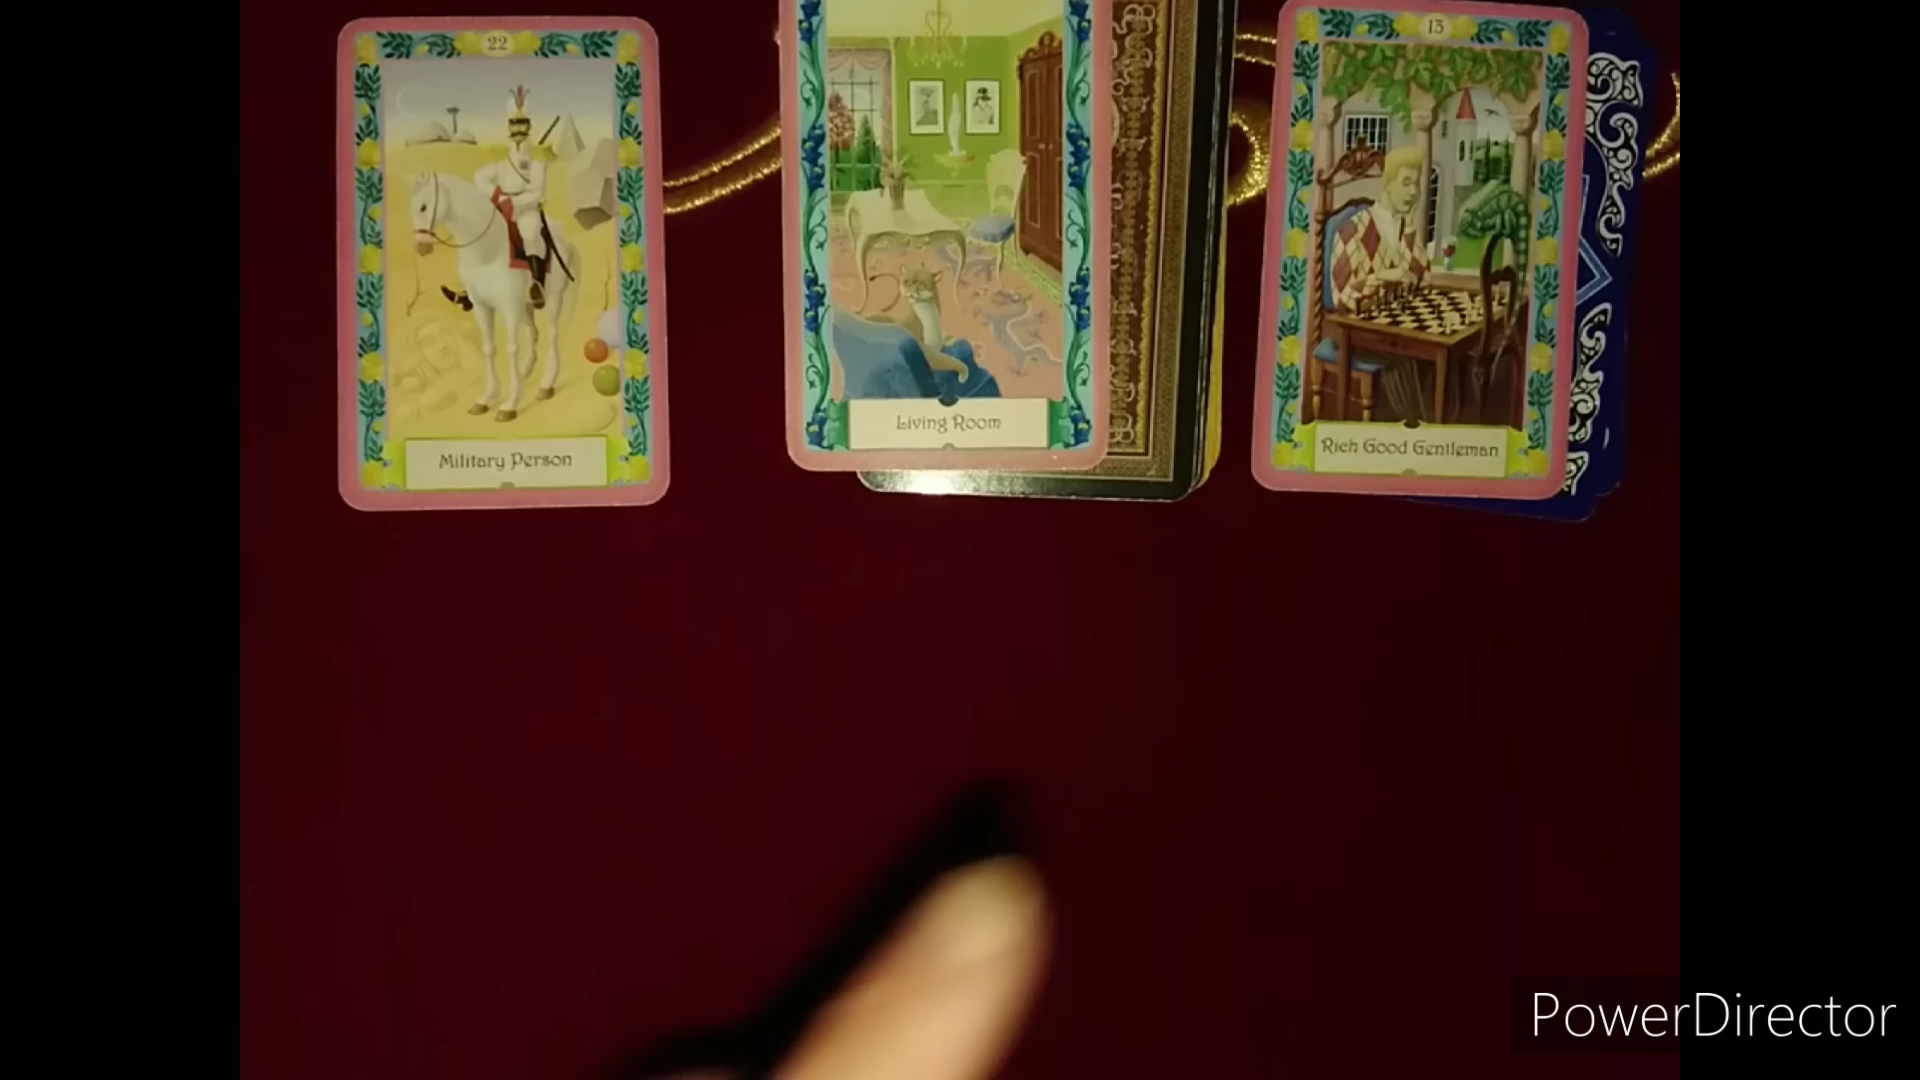 22
Military Person
Living Room
13
Rich Good Gentleman
PowerDirector